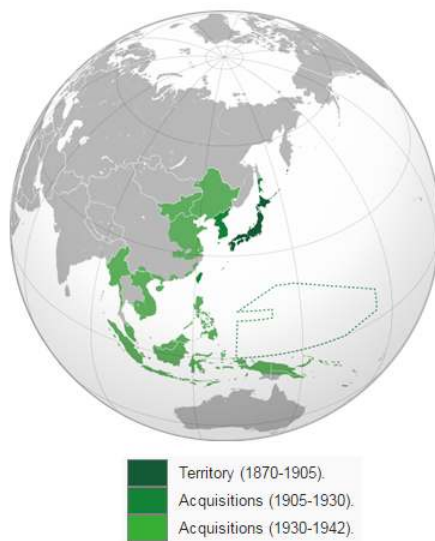 Territory (1870-1905).
Acquisitions (1905-1930).
Acquisitions (1930-1942).